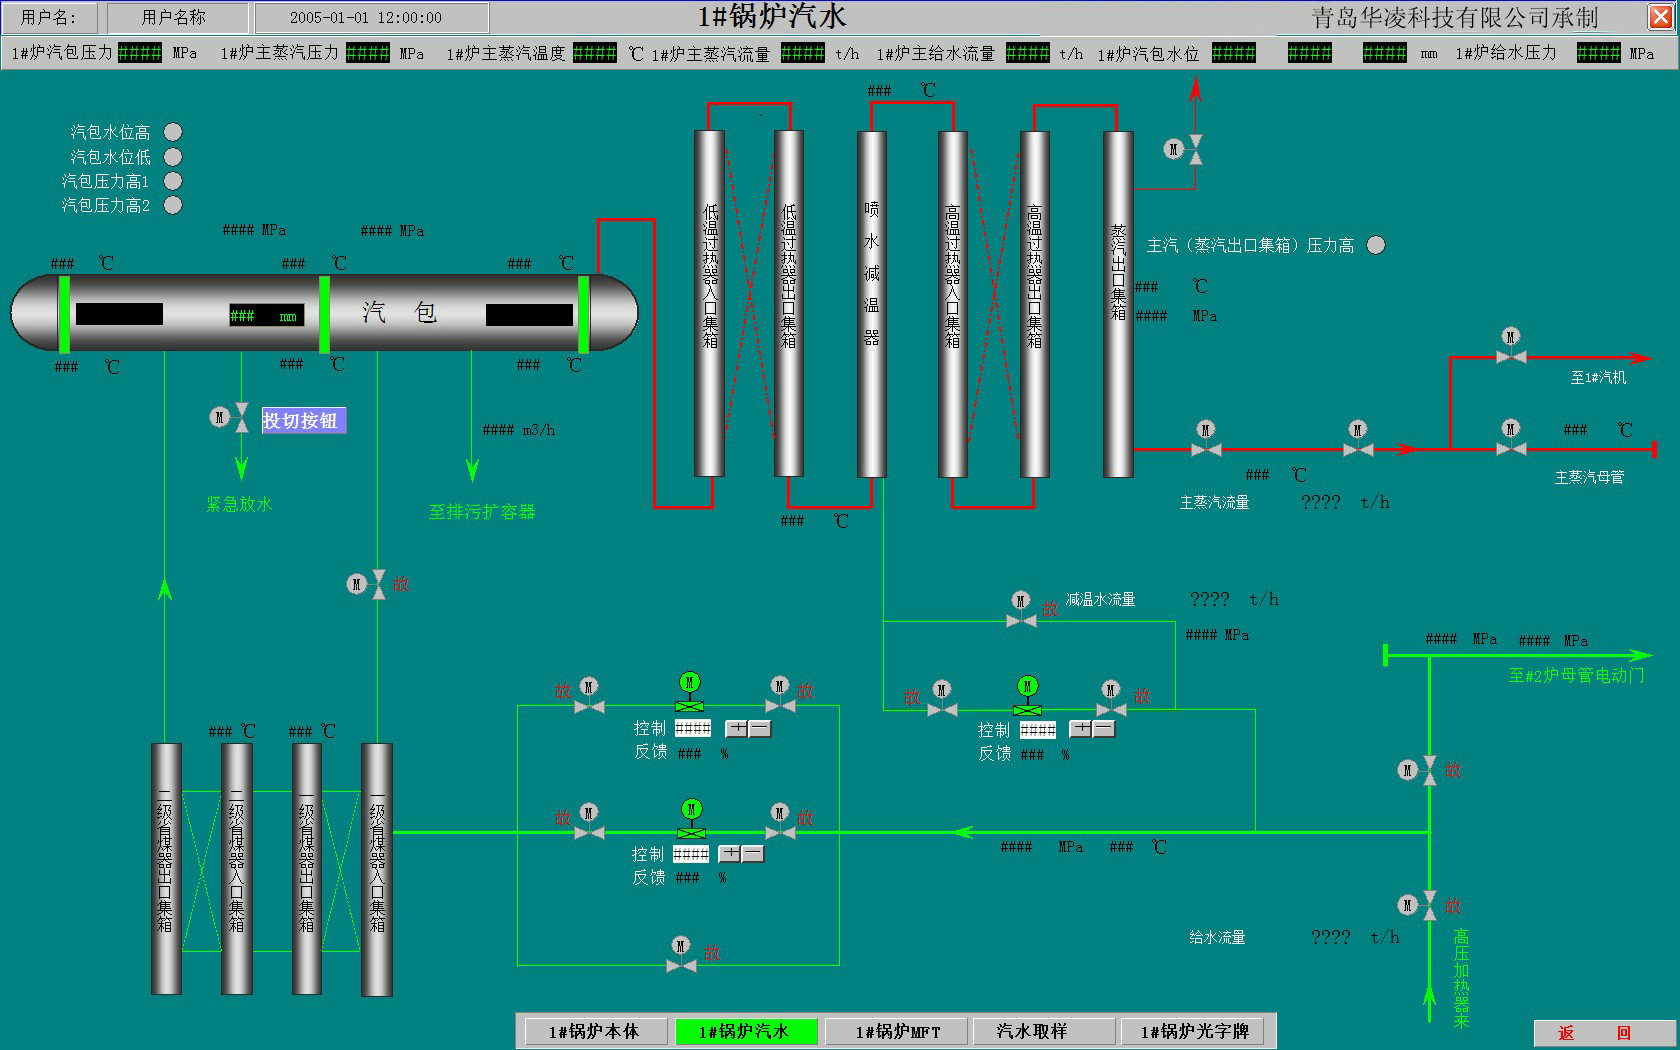 用户名: 用户名称 2005-01-01 12:00:00 1#锅炉汽水 青岛华凌科技有限公司承制
1#炉汽包压力 #### MPa 1#炉主蒸汽压力 #### MPa 1#炉主蒸汽温度 #### ℃ 1#炉主蒸汽流量 #### t/h 1#炉主给水流量 #### t/h 1#炉汽包水位 #### #### #### mm 1#炉给水压力 #### MPa
### ℃
汽包水位高
汽包水位低
汽包压力高1
汽包压力高2
#### MPa #### MPa
### ℃ ### ℃ ### ℃
### mm 汽 包
### ℃ ### ℃ ### ℃
M 投切按钮
#### m3/h
紧急放水
至排污扩容器
低温过热器入口集箱
低温过热器出口集箱
喷水减温器
高温过热器入口集箱
高温过热器出口集箱
蒸汽出口集箱
M
主汽（蒸汽出口集箱）压力高
### ℃
#### MPa
M
至1#汽机
M M M ### ℃
### ℃ 主蒸汽母管
主蒸汽流量 ???? t/h
### ℃
M 故
M 故 减温水流量 ???? t/h
#### MPa
#### MPa #### MPa
至#2炉母管电动门
故 M M M 故
控制 #### + —
反馈 ### %
故 M M M 故
控制 #### + —
反馈 ### %
### ℃ ### ℃
二级省煤器出口集箱
二级省煤器入口集箱
一级省煤器出口集箱
一级省煤器入口集箱
M 故
故 M M M 故
控制 #### + —
反馈 ### %
#### MPa ### ℃
M 故
M 故
给水流量 ???? t/h
高压加热器来
M 故
1#锅炉本体 1#锅炉汽水 1#锅炉MFT 汽水取样 1#锅炉光字牌 返 回